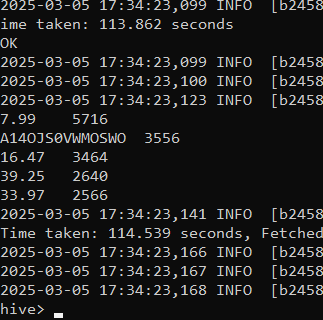 2025-03-05 17:34:23,099 INFO  [b2458
ime taken: 113.862 seconds
OK
2025-03-05 17:34:23,099 INFO  [b2458
2025-03-05 17:34:23,100 INFO  [b2458
2025-03-05 17:34:23,123 INFO  [b2458
7.99    5716
A14OJS0VWMOSWO  3556
16.47   3464
39.25   2640
33.97   2566
2025-03-05 17:34:23,141 INFO  [b2458
Time taken: 114.539 seconds, Fetched
2025-03-05 17:34:23,166 INFO  [b2458
2025-03-05 17:34:23,167 INFO  [b2458
2025-03-05 17:34:23,168 INFO  [b2458
hive>